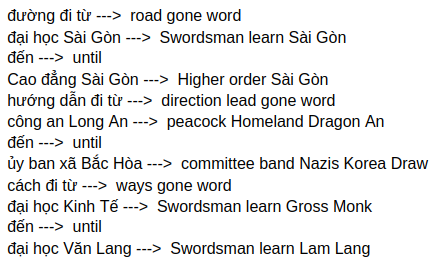 đường đi từ ---> road gone word
đại học Sài Gòn ---> Swordsman learn Sài Gòn
đến ---> until
Cao đẳng Sài Gòn ---> Higher order Sài Gòn
hướng dẫn đi từ ---> direction lead gone word
công an Long An ---> peacock Homeland Dragon An
đến ---> until
ủy ban xã Bắc Hòa ---> committee band Nazis Korea Draw
cách đi từ ---> ways gone word
đại học Kinh Tế ---> Swordsman learn Gross Monk
đến ---> until
đại học Văn Lang ---> Swordsman learn Lam Lang